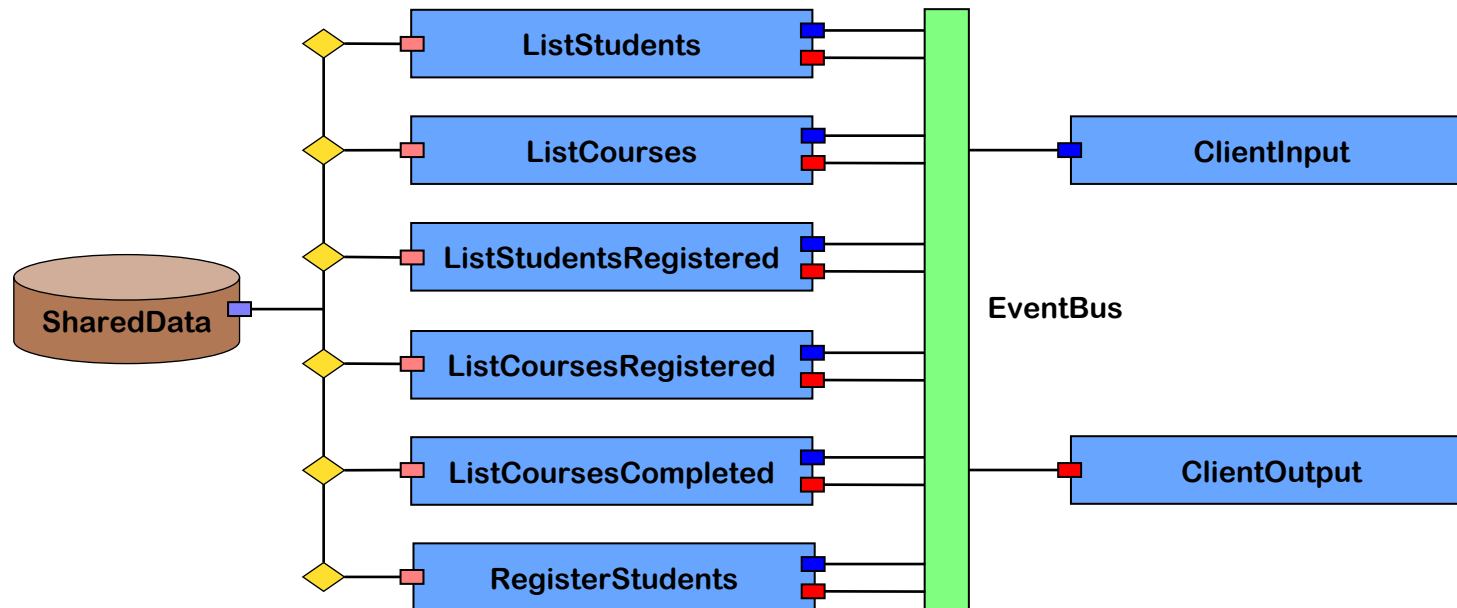 ListStudents
ListCourses
ClientInput
ListStudentsRegistered
SharedData
EventBus
ListCoursesRegistered
ListCoursesCompleted
ClientOutput
RegisterStudents